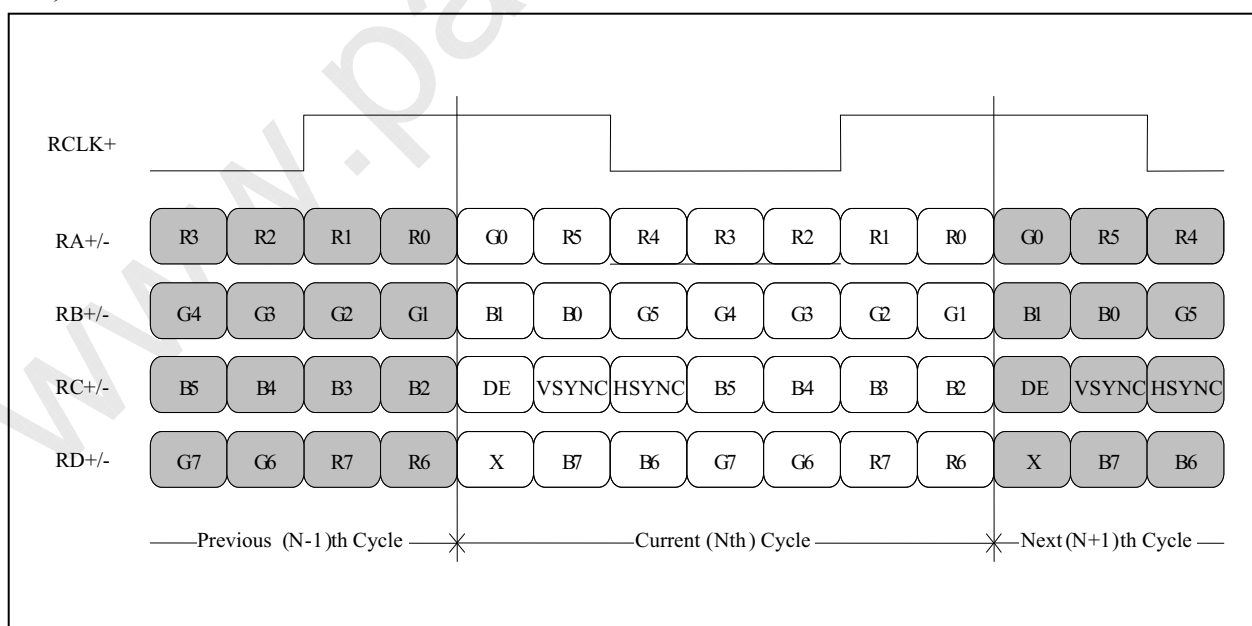 www.pa
RCLK+
RA+/- R3 R2 R1 R0 G0 R5 R4 R3 R2 R1 R0 G0 R5 R4
RB+/- G4 G3 G2 G1 B1 B0 G5 G4 G3 G2 G1 B1 B0 G5
RC+/- B5 B4 B3 B2 DE VSYNC HSYNC B5 B4 B3 B2 DE VSYNC HSYNC
RD+/- G7 G6 R7 R6 X B7 B6 G7 G6 R7 R6 X B7 B6
Previous (N-1)th Cycle Current (Nth) Cycle Next (N+1)th Cycle